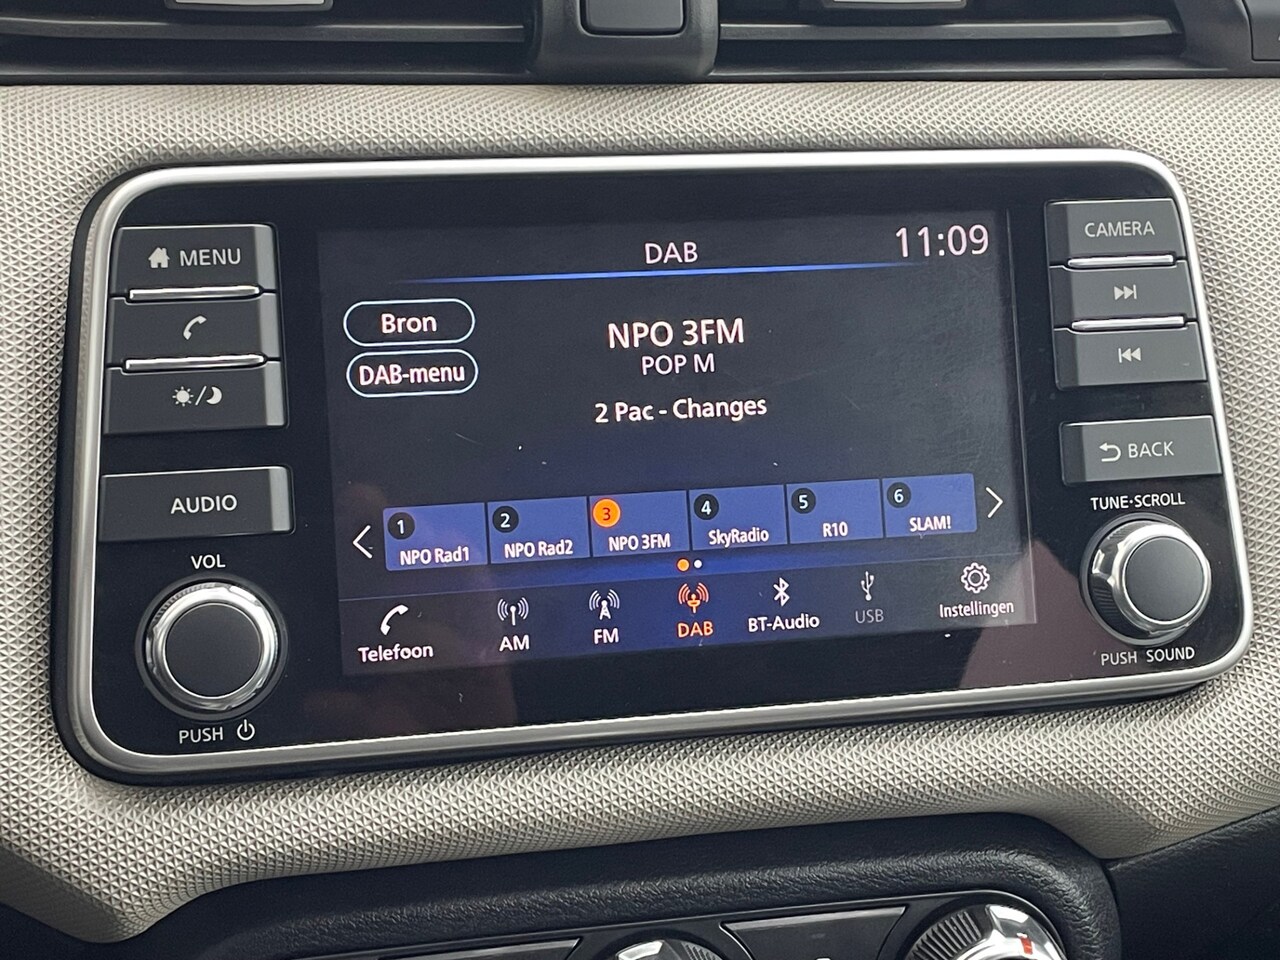 MENU
AUDIO
VOL
PUSH
DAB
11:09
Bron
DAB-menu
NPO 3FM
POP M
2 Pac - Changes
1 NPO Rad1
2 NPO Rad2
3 NPO 3FM
4 SkyRadio
5 R10
6 SLAM!
Telefoon
AM
FM
DAB
BT-Audio
USB
Instellingen
CAMERA
BACK
TUNE·SCROLL
PUSH SOUND